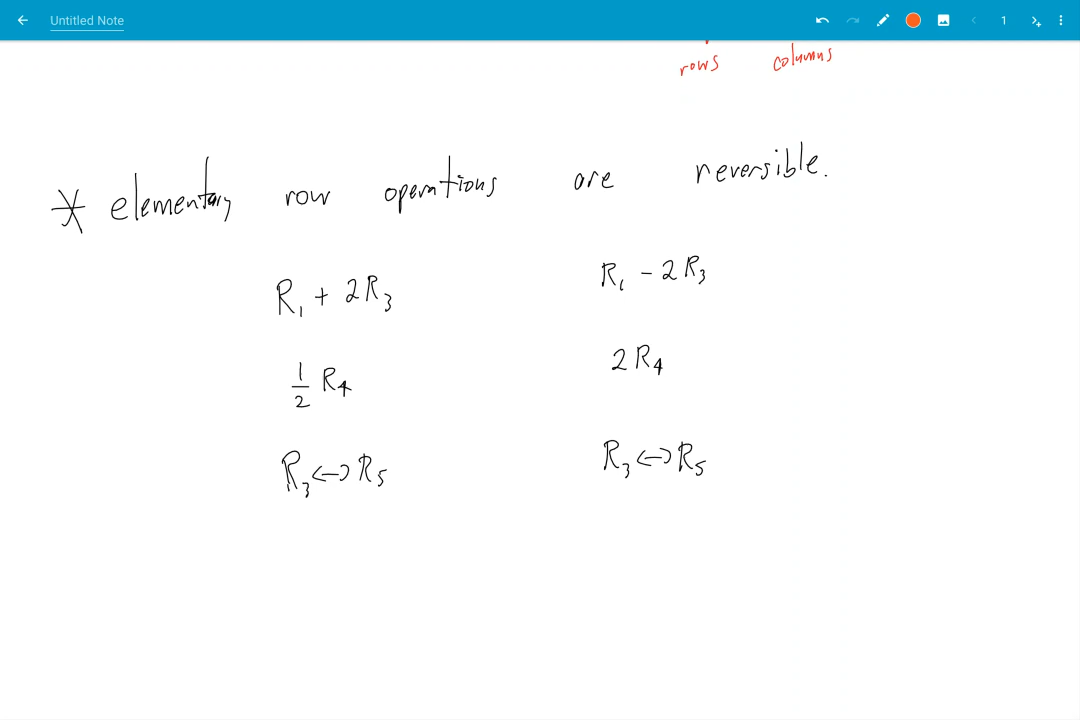 Untitled Note
1
rows columns
* elementary row operations are reversible.
R₁ + 2R₃ R₁ - 2R₃
1/2 R₄ 2R₄
R₃ ↔ R₅ R₃ ↔ R₅